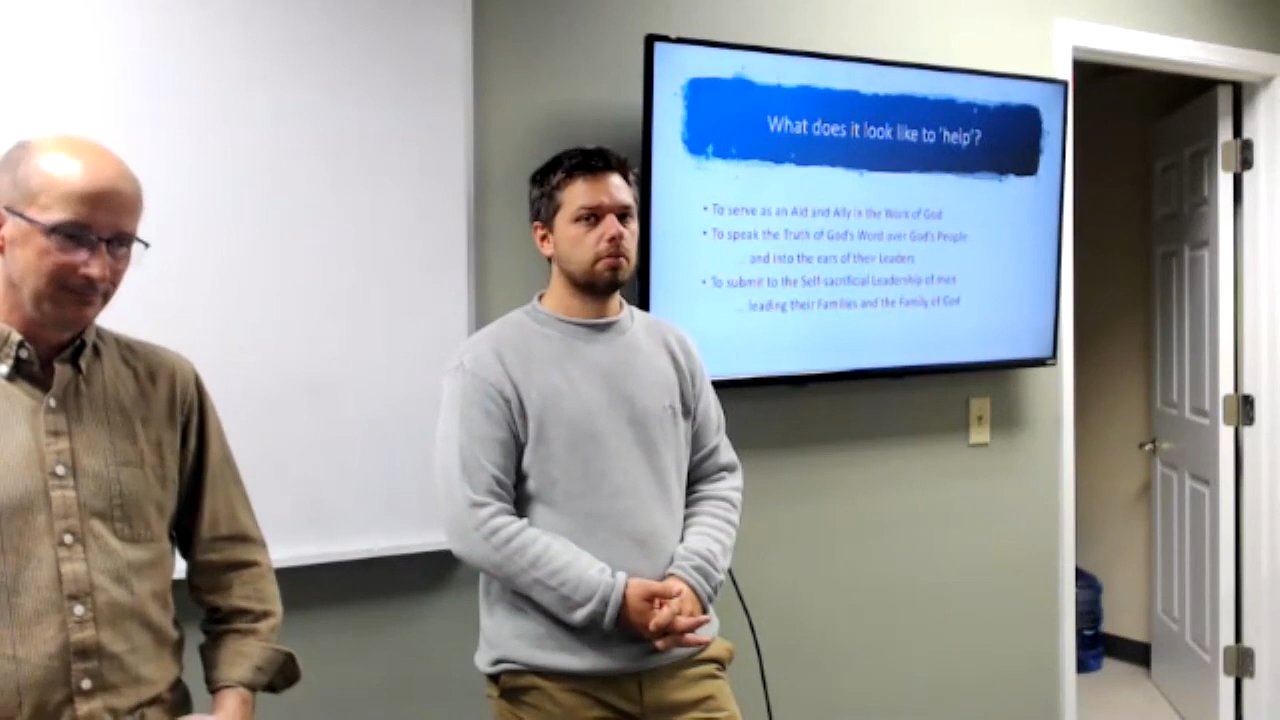 What does it look like to 'help'?
• To serve as an Aid and Ally in the Work of God
• To speak the Truth of God's Word over God's People
...and into the ears of their Leaders
• To submit to the Self-sacrificial Leadership of men
...leading their Families and the Family of God